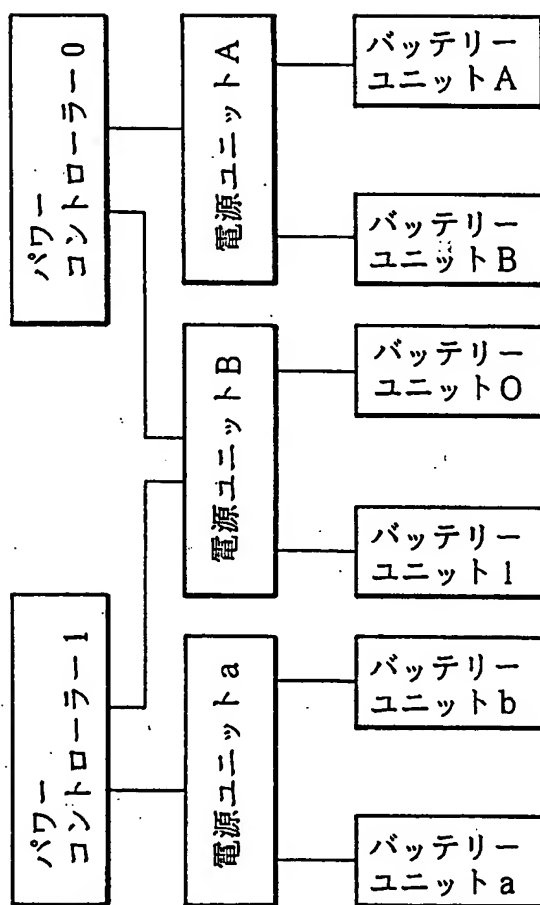 パワー
コントローラー0
電源ユニットA
バッテリー
ユニットA
バッテリー
ユニットB
電源ユニットB
バッテリー
ユニット0
バッテリー
ユニット1
パワー
コントローラー1
電源ユニットa
バッテリー
ユニットb
バッテリー
ユニットa